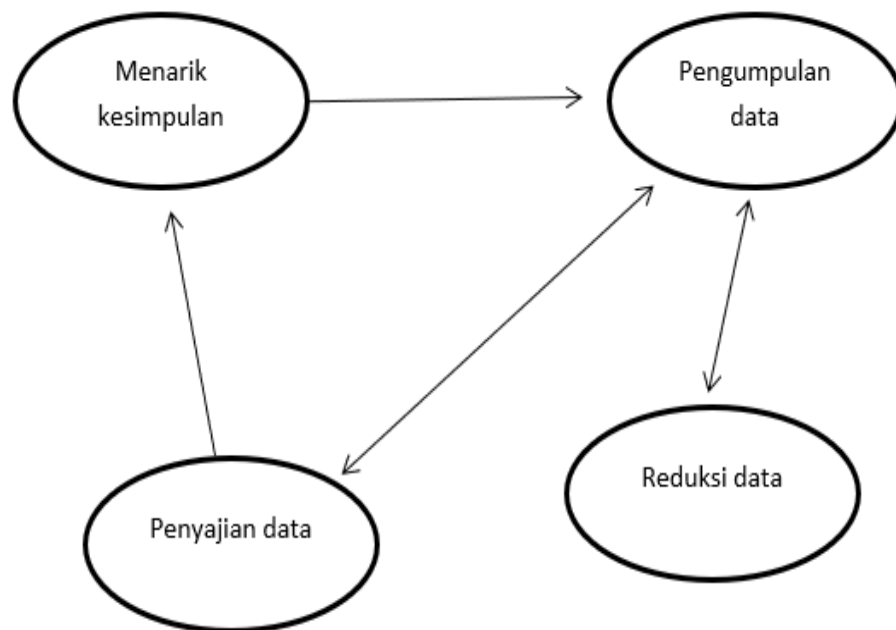 Menarik
kesimpulan
Pengumpulan
data
Penyajian data
Reduksi data